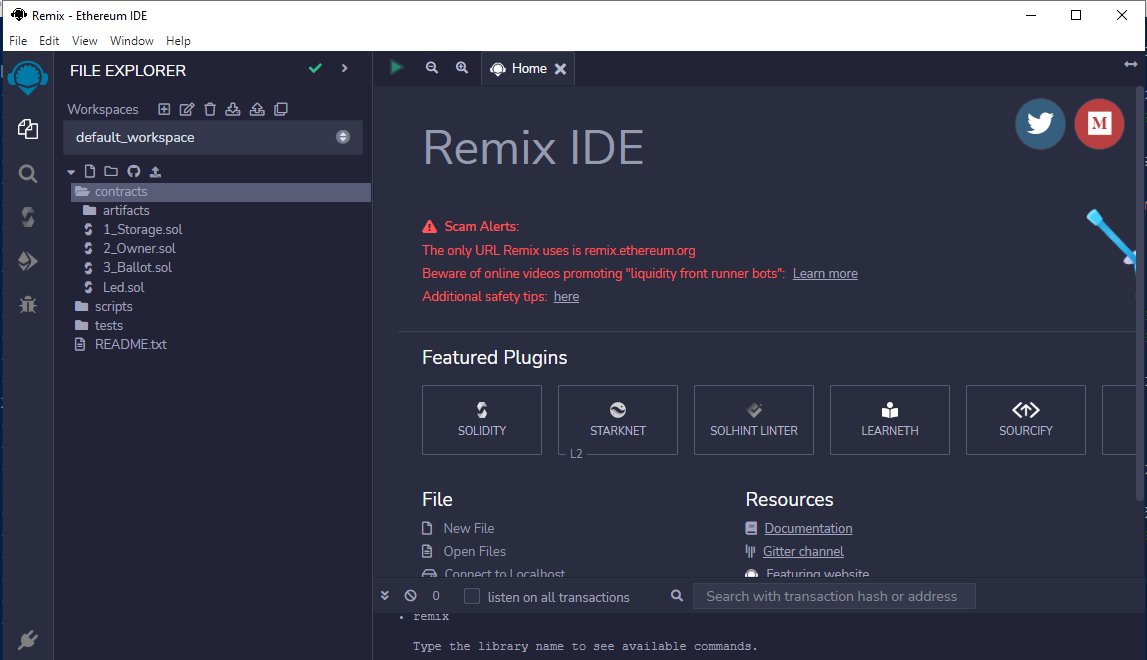 Remix - Ethereum IDE
File Edit View Window Help
FILE EXPLORER
Home
Workspaces
default_workspace
contracts
artifacts
1_Storage.sol
2_Owner.sol
3_Ballot.sol
Led.sol
scripts
tests
README.txt
Remix IDE
M
Scam Alerts:
The only URL Remix uses is remix.ethereum.org
Beware of online videos promoting "liquidity front runner bots": Learn more
Additional safety tips: here
Featured Plugins
SOLIDITY
STARKNET
L2
SOLHINT LINTER
LEARNETH
SOURCIFY
File
New File
Open Files
Connect to Localhost
Resources
Documentation
Gitter channel
Featuring website
0 listen on all transactions Search with transaction hash or address
• remix
Type the library name to see available commands.